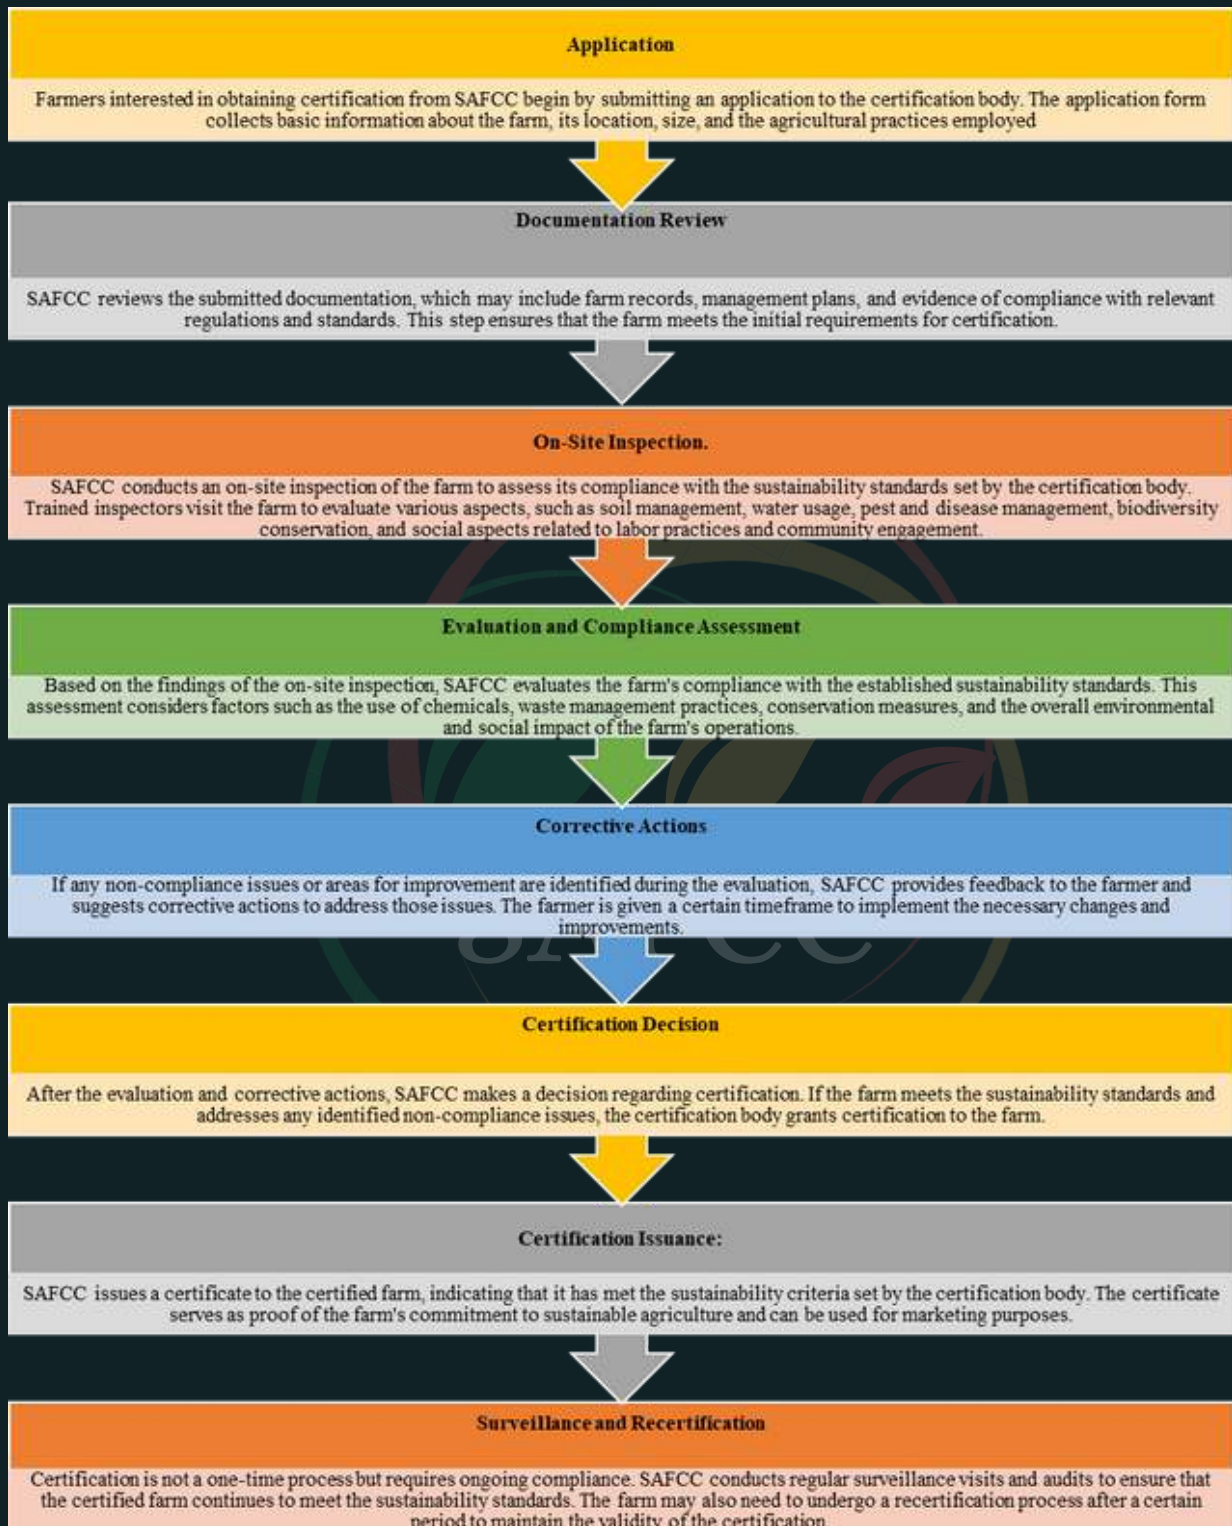 Application
Farmers interested in obtaining certification from SAFCC begin by submitting an application to the certification body. The application form
collects basic information about the farm, its location, size, and the agricultural practices employed
Documentation Review
SAFCC reviews the submitted documentation, which may include farm records, management plans, and evidence of compliance with relevant
regulations and standards. This step ensures that the farm meets the initial requirements for certification.
On-Site Inspection.
SAFCC conducts an on-site inspection of the farm to assess its compliance with the sustainability standards set by the certification body.
Trained inspectors visit the farm to evaluate various aspects, such as soil management, water usage, pest and disease management, biodiversity
conservation, and social aspects related to labor practices and community engagement.
Evaluation and Compliance Assessment
Based on the findings of the on-site inspection, SAFCC evaluates the farm's compliance with the established sustainability standards. This
assessment considers factors such as the use of chemicals, waste management practices, conservation measures, and the overall environmental
and social impact of the farm's operations.
Corrective Actions
If any non-compliance issues or areas for improvement are identified during the evaluation, SAFCC provides feedback to the farmer and
suggests corrective actions to address those issues. The farmer is given a certain timeframe to implement the necessary changes and
improvements.
SAFCC
Certification Decision
After the evaluation and corrective actions, SAFCC makes a decision regarding certification. If the farm meets the sustainability standards and
addresses any identified non-compliance issues, the certification body grants certification to the farm.
Certification Issuance:
SAFCC issues a certificate to the certified farm, indicating that it has met the sustainability criteria set by the certification body. The certificate
serves as proof of the farm's commitment to sustainable agriculture and can be used for marketing purposes.
Surveillance and Recertification
Certification is not a one-time process but requires ongoing compliance. SAFCC conducts regular surveillance visits and audits to ensure that
the certified farm continues to meet the sustainability standards. The farm may also need to undergo a recertification process after a certain
period to maintain the validity of the certification